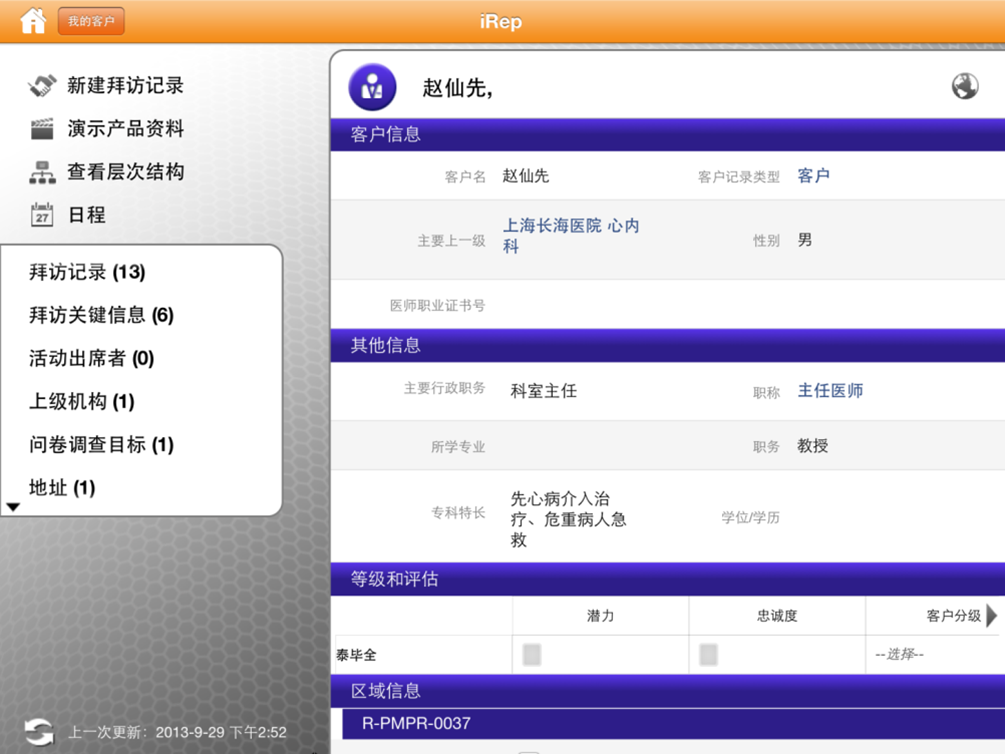 我的客户
iRep
新建拜访记录
演示产品资料
查看层次结构
27
日程
拜访记录 (13)
拜访关键信息 (6)
活动出席者 (0)
上级机构 (1)
问卷调查目标 (1)
地址 (1)
上一次更新： 2013-9-29 下午2:52
赵仙先,
客户信息
客户名 赵仙先 客户记录类型 客户
主要上一级 上海长海医院 心内
科
性别 男
医师职业证书号
其他信息
主要行政职务 科室主任 职称 主任医师
所学专业 职务 教授
专科特长 先心病介入治
疗、危重病人急
救
学位/学历
等级和评估
潜力 忠诚度 客户分级
泰毕全 --选择--
区域信息
R-PMPR-0037